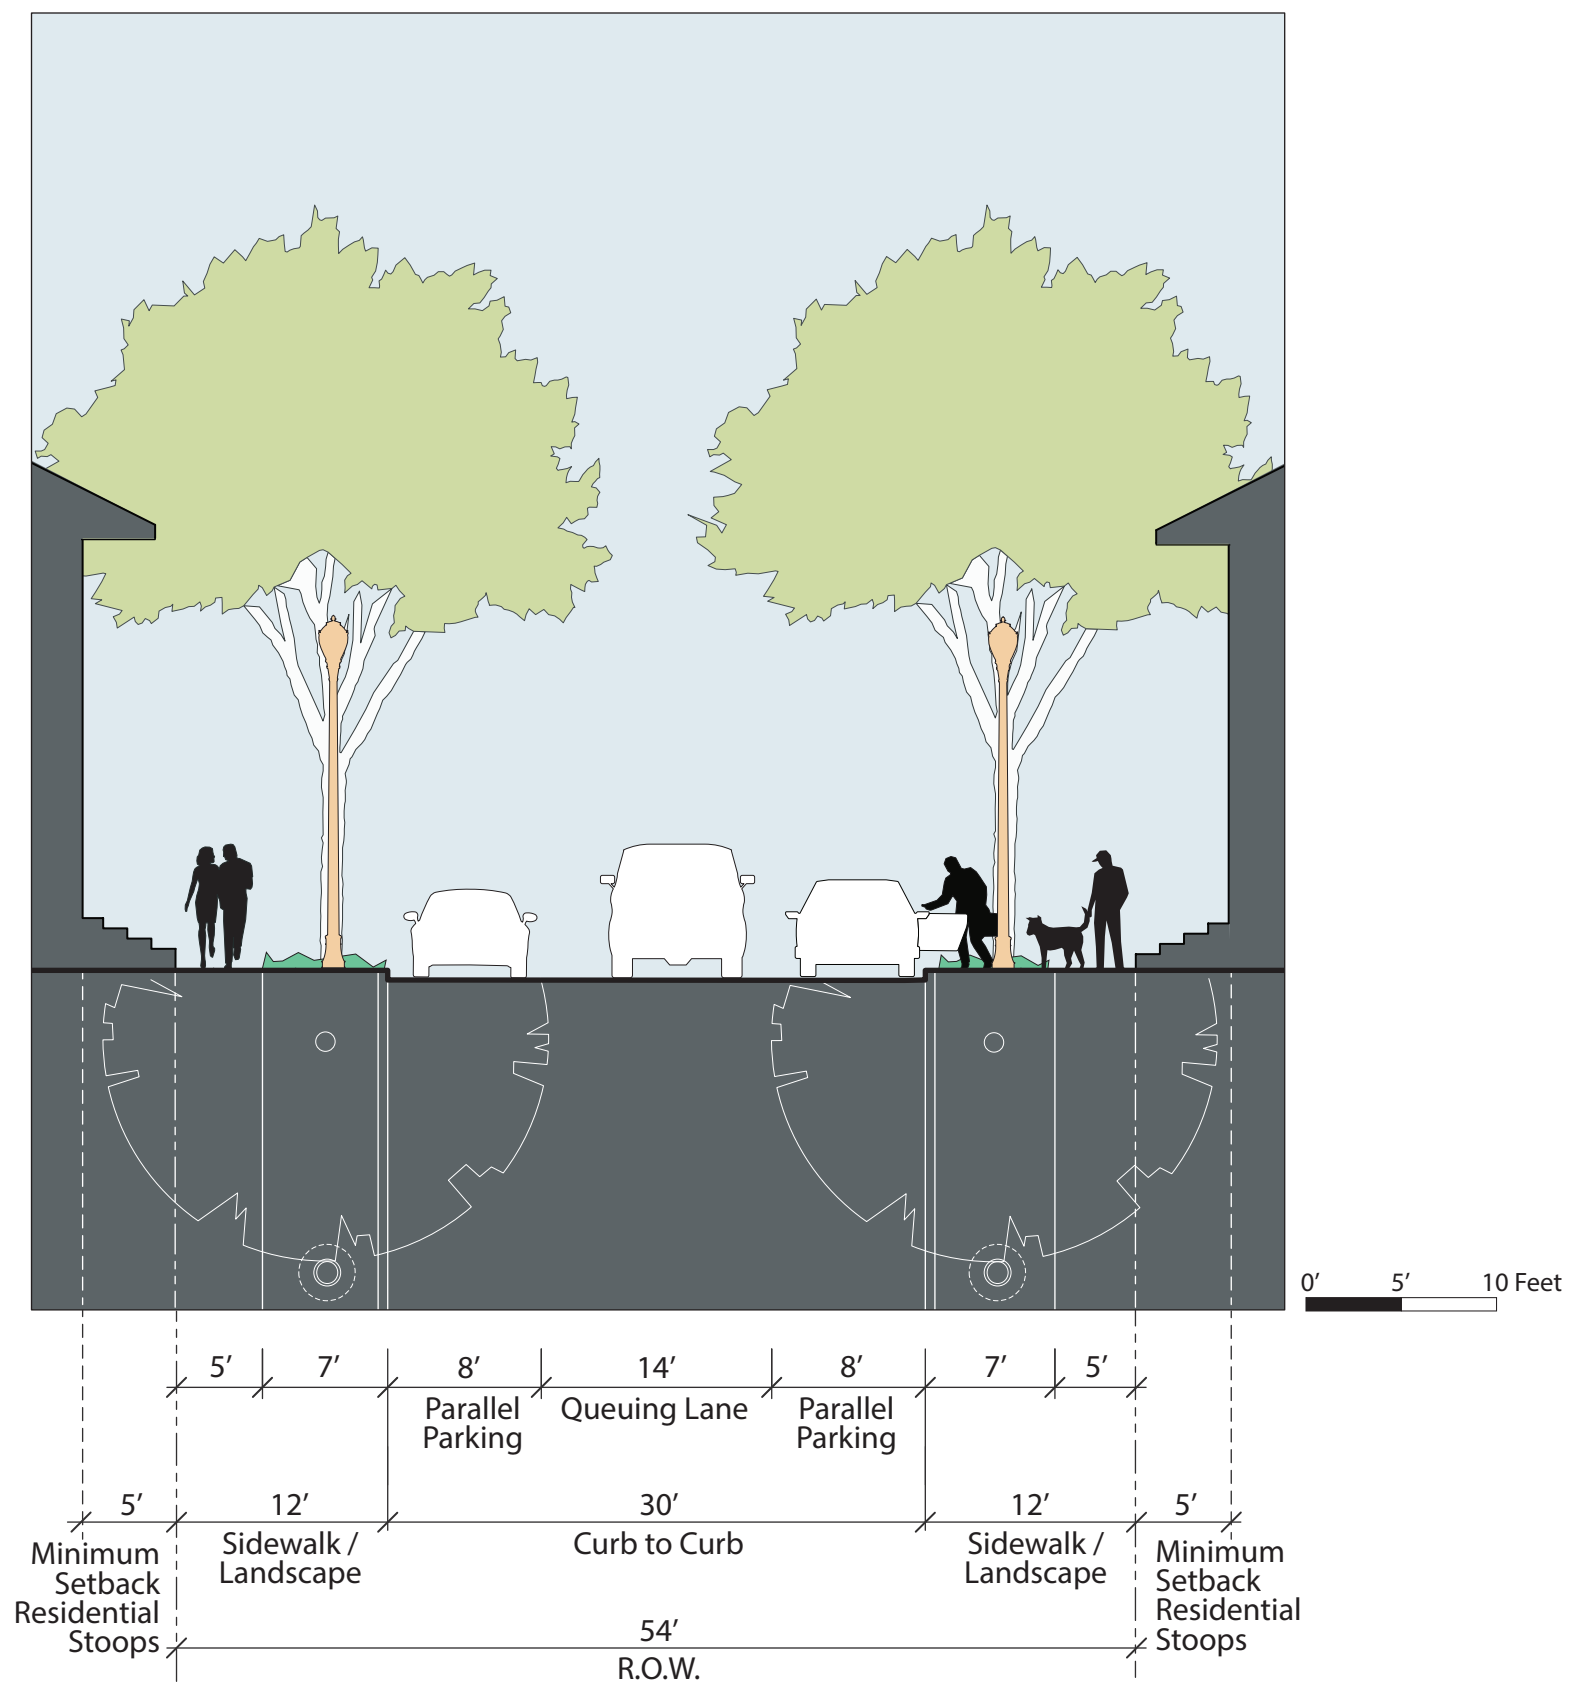 0′ 5′ 10 Feet
5′ 7′ 8′ 14′ 8′ 7′ 5′
Parallel
Parking
Queuing Lane
Parallel
Parking
5′ 12′ 30′ 12′ 5′
Minimum
Setback
Residential
Stoops
Sidewalk /
Landscape
Curb to Curb
Sidewalk /
Landscape
Minimum
Setback
Residential
Stoops
54′
R.O.W.